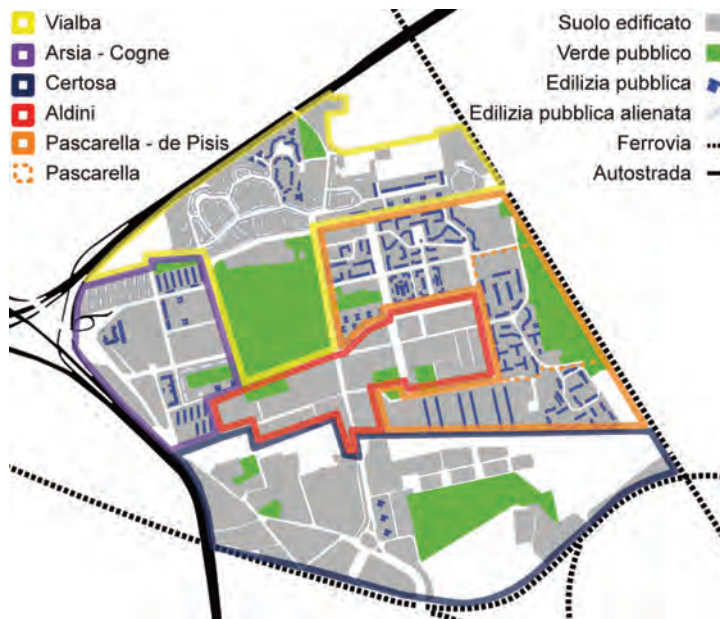 Vialba
Arsia - Cogne
Certosa
Aldini
Pascarella - de Pisis
Pascarella
Suolo edificato
Verde pubblico
Edilizia pubblica
Edilizia pubblica alienata
Ferrovia
Autostrada